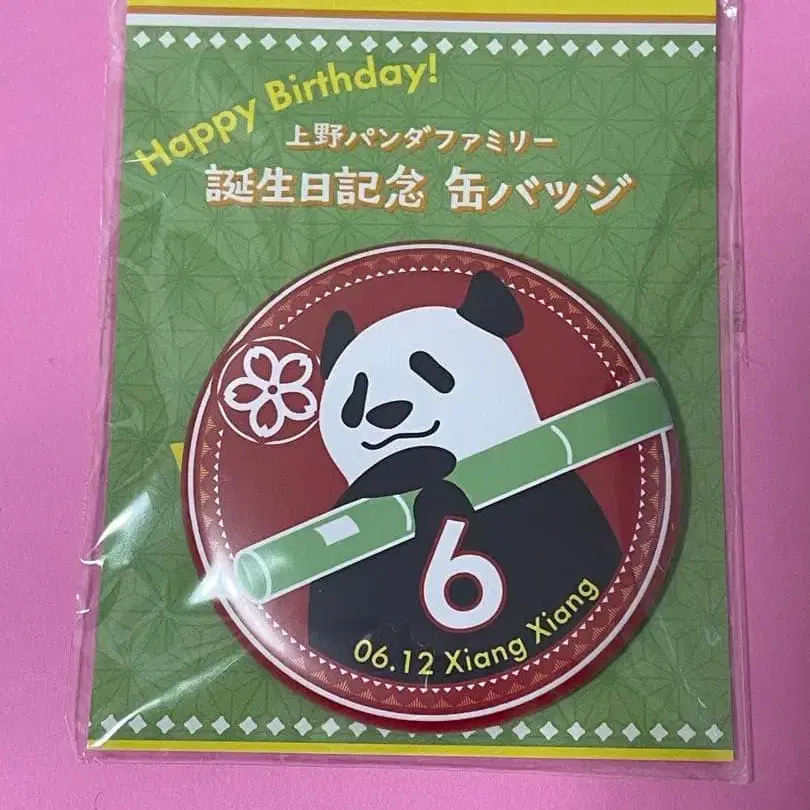 Happy Birthday!
上野パンダファミリー
誕生日記念 缶バッジ
6
06.12 Xiang Xiang